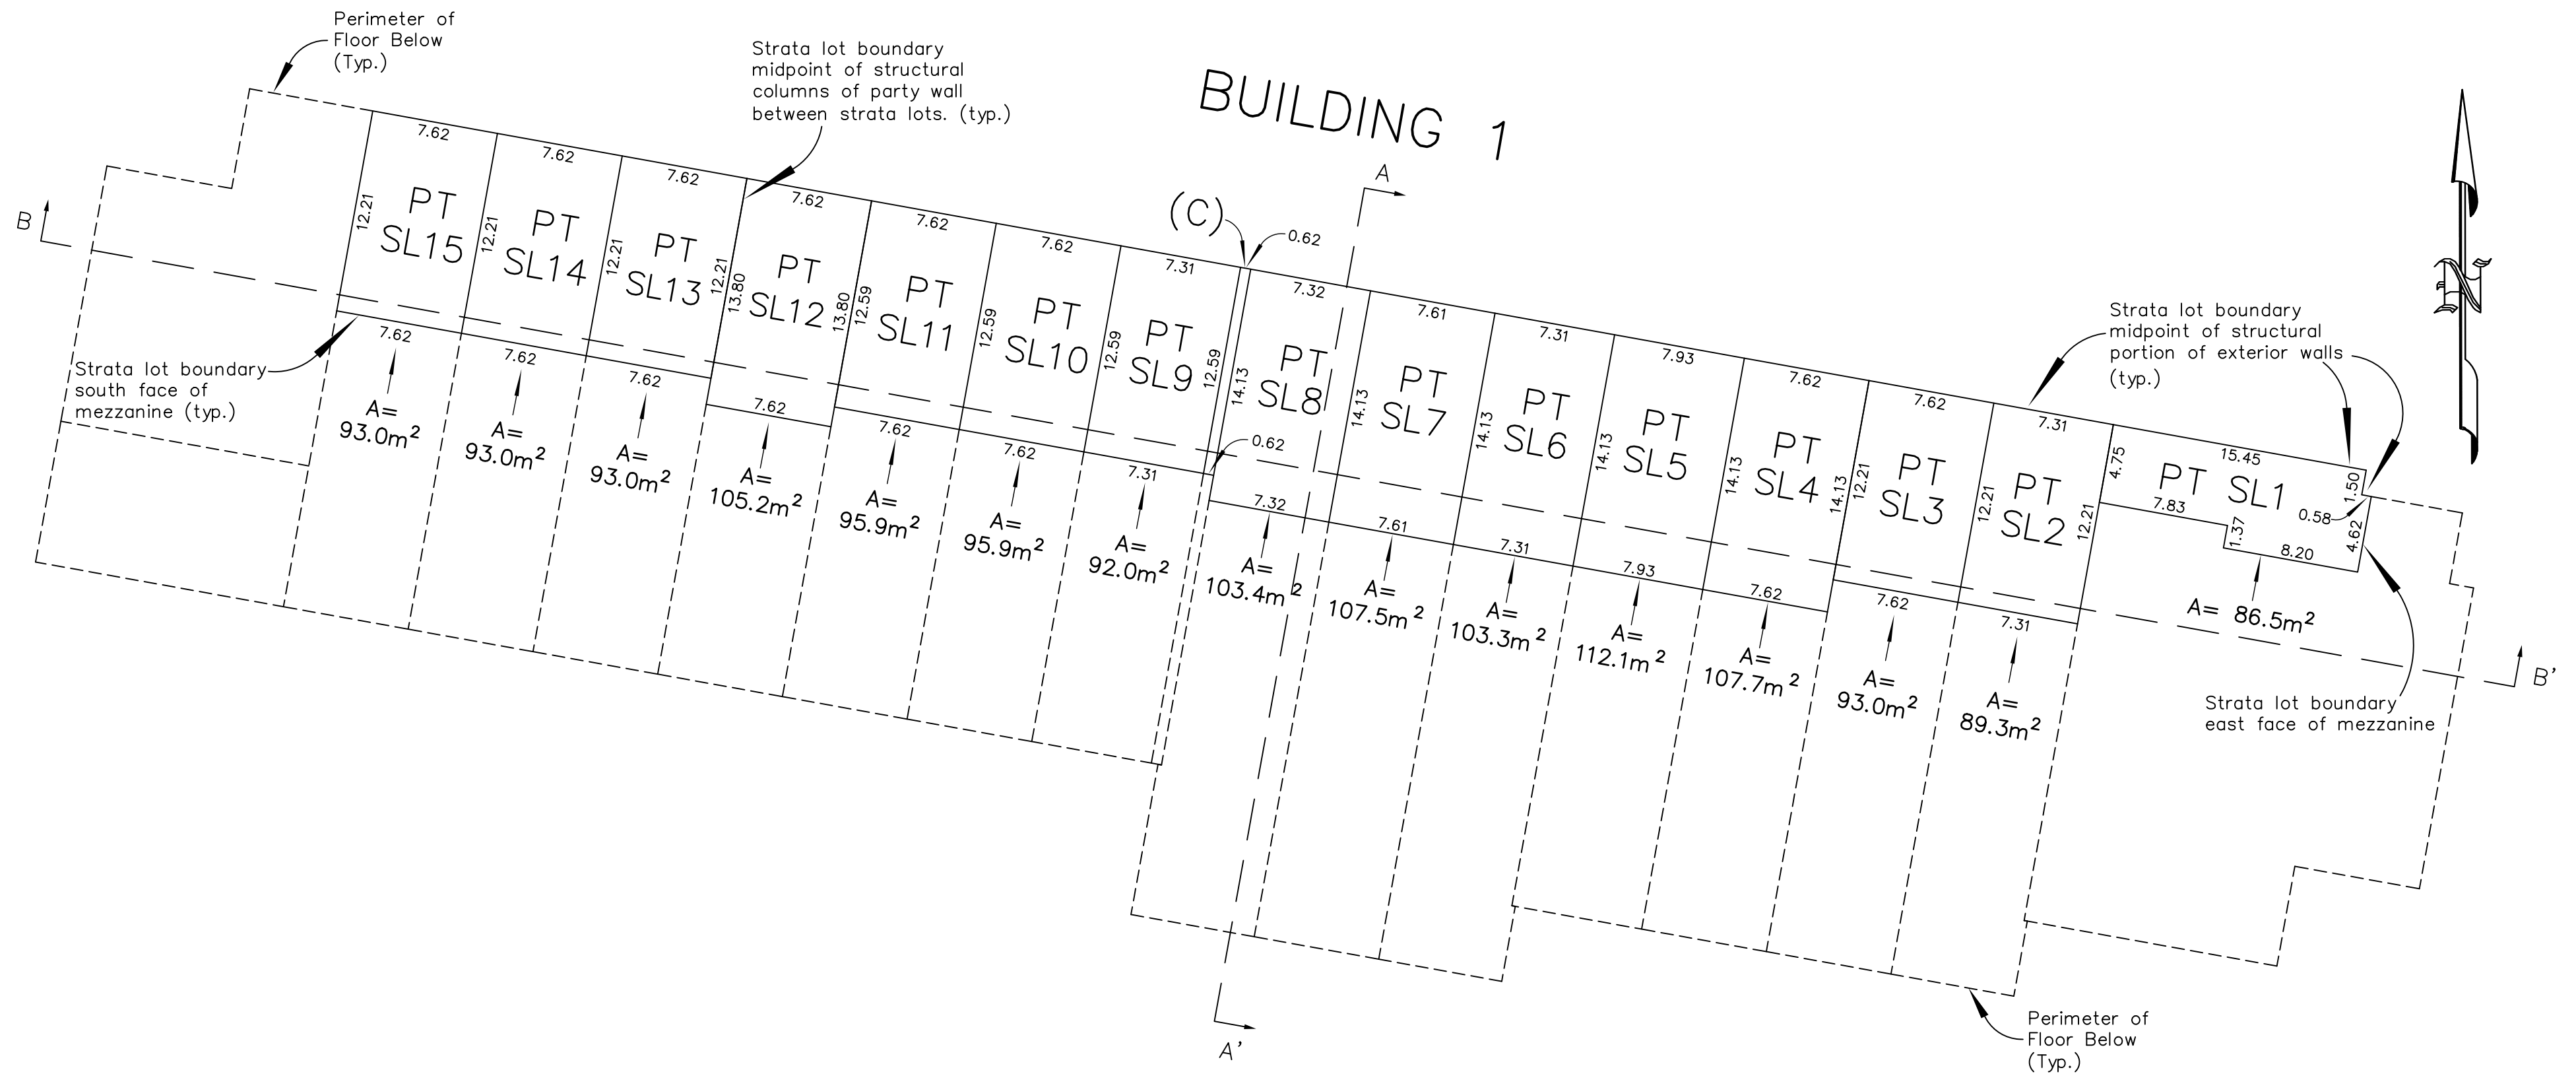 Perimeter of
Floor Below
(Typ.)
Strata lot boundary
midpoint of structural
columns of party wall
between strata lots. (typ.)
BUILDING 1
A
(C)
0.62
B
7.62
7.62
7.62
7.62
7.62
7.62
7.31
7.32
7.61
7.31
7.93
7.62
7.62
7.31
15.45
12.21
PT
SL15
12.21
PT
SL14
12.21
PT
SL13
12.21
13.80
PT
SL12
13.80
12.59
PT
SL11
12.59
PT
SL10
12.59
PT
SL9
12.59
14.13
PT
SL8
14.13
PT
SL7
14.13
PT
SL6
14.13
PT
SL5
14.13
PT
SL4
14.13
12.21
PT
SL3
12.21
PT
SL2
12.21
4.75
PT SL1
1.50
0.58
7.83
1.37
8.20
4.62
N
Strata lot boundary
midpoint of structural
portion of exterior walls
(typ.)
Strata lot boundary
south face of
mezzanine (typ.)
7.62
7.62
7.62
7.62
7.62
7.62
7.31
0.62
7.32
7.61
7.31
7.93
7.62
7.62
7.31
A=
93.0m²
A=
93.0m²
A=
93.0m²
A=
105.2m²
A=
95.9m²
A=
95.9m²
A=
92.0m²
A=
103.4m²
A=
107.5m²
A=
103.3m²
A=
112.1m²
A=
107.7m²
A=
93.0m²
A=
89.3m²
A= 86.5m²
B'
Strata lot boundary
east face of mezzanine
A'
Perimeter of
Floor Below
(Typ.)